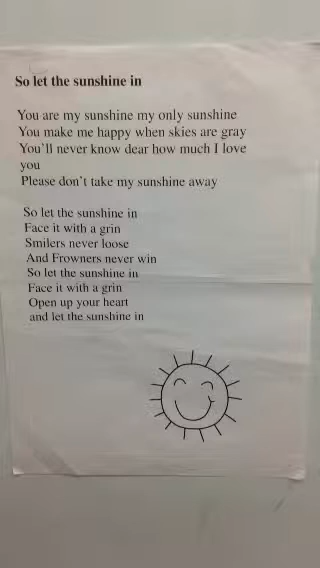 So let the sunshine in
You are my sunshine my only sunshine
You make me happy when skies are gray
You'll never know dear how much I love
you
Please don't take my sunshine away
So let the sunshine in
Face it with a grin
Smilers never loose
And Frowners never win
So let the sunshine in
Face it with a grin
Open up your heart
and let the sunshine in